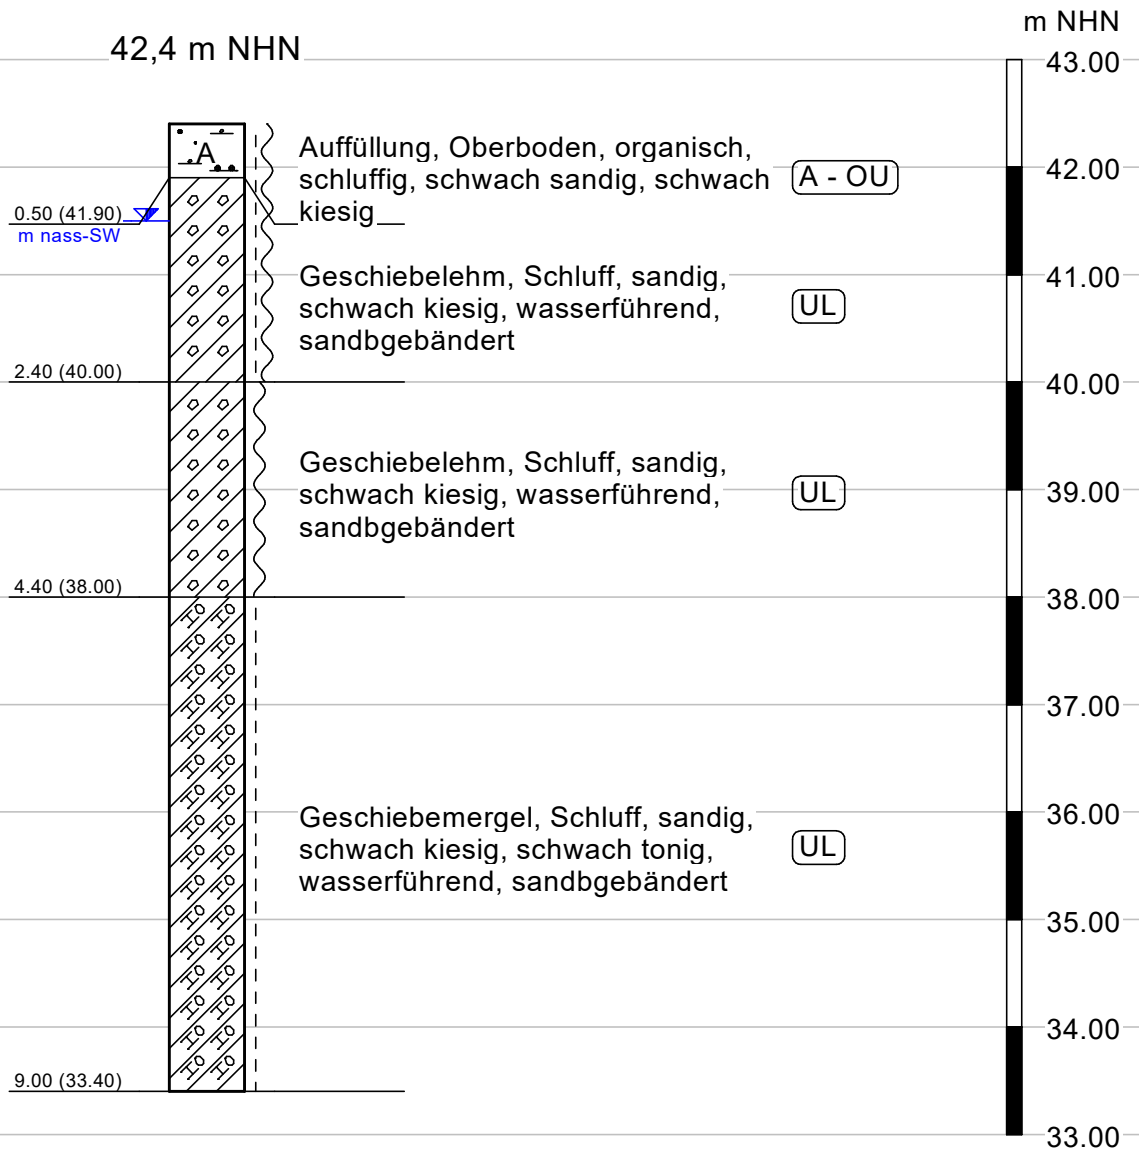 m NHN
42,4 m NHN
43.00
A
Auffüllung, Oberboden, organisch,
schluffig, schwach sandig, schwach
kiesig
A - OU
42.00
0.50 (41.90)
m nass-SW
Geschiebelehm, Schluff, sandig,
schwach kiesig, wasserführend,
sandbgebändert
UL
41.00
2.40 (40.00)
40.00
Geschiebelehm, Schluff, sandig,
schwach kiesig, wasserführend,
sandbgebändert
UL
39.00
4.40 (38.00)
38.00
37.00
Geschiebemergel, Schluff, sandig,
schwach kiesig, schwach tonig,
wasserführend, sandbgebändert
UL
36.00
35.00
34.00
9.00 (33.40)
33.00